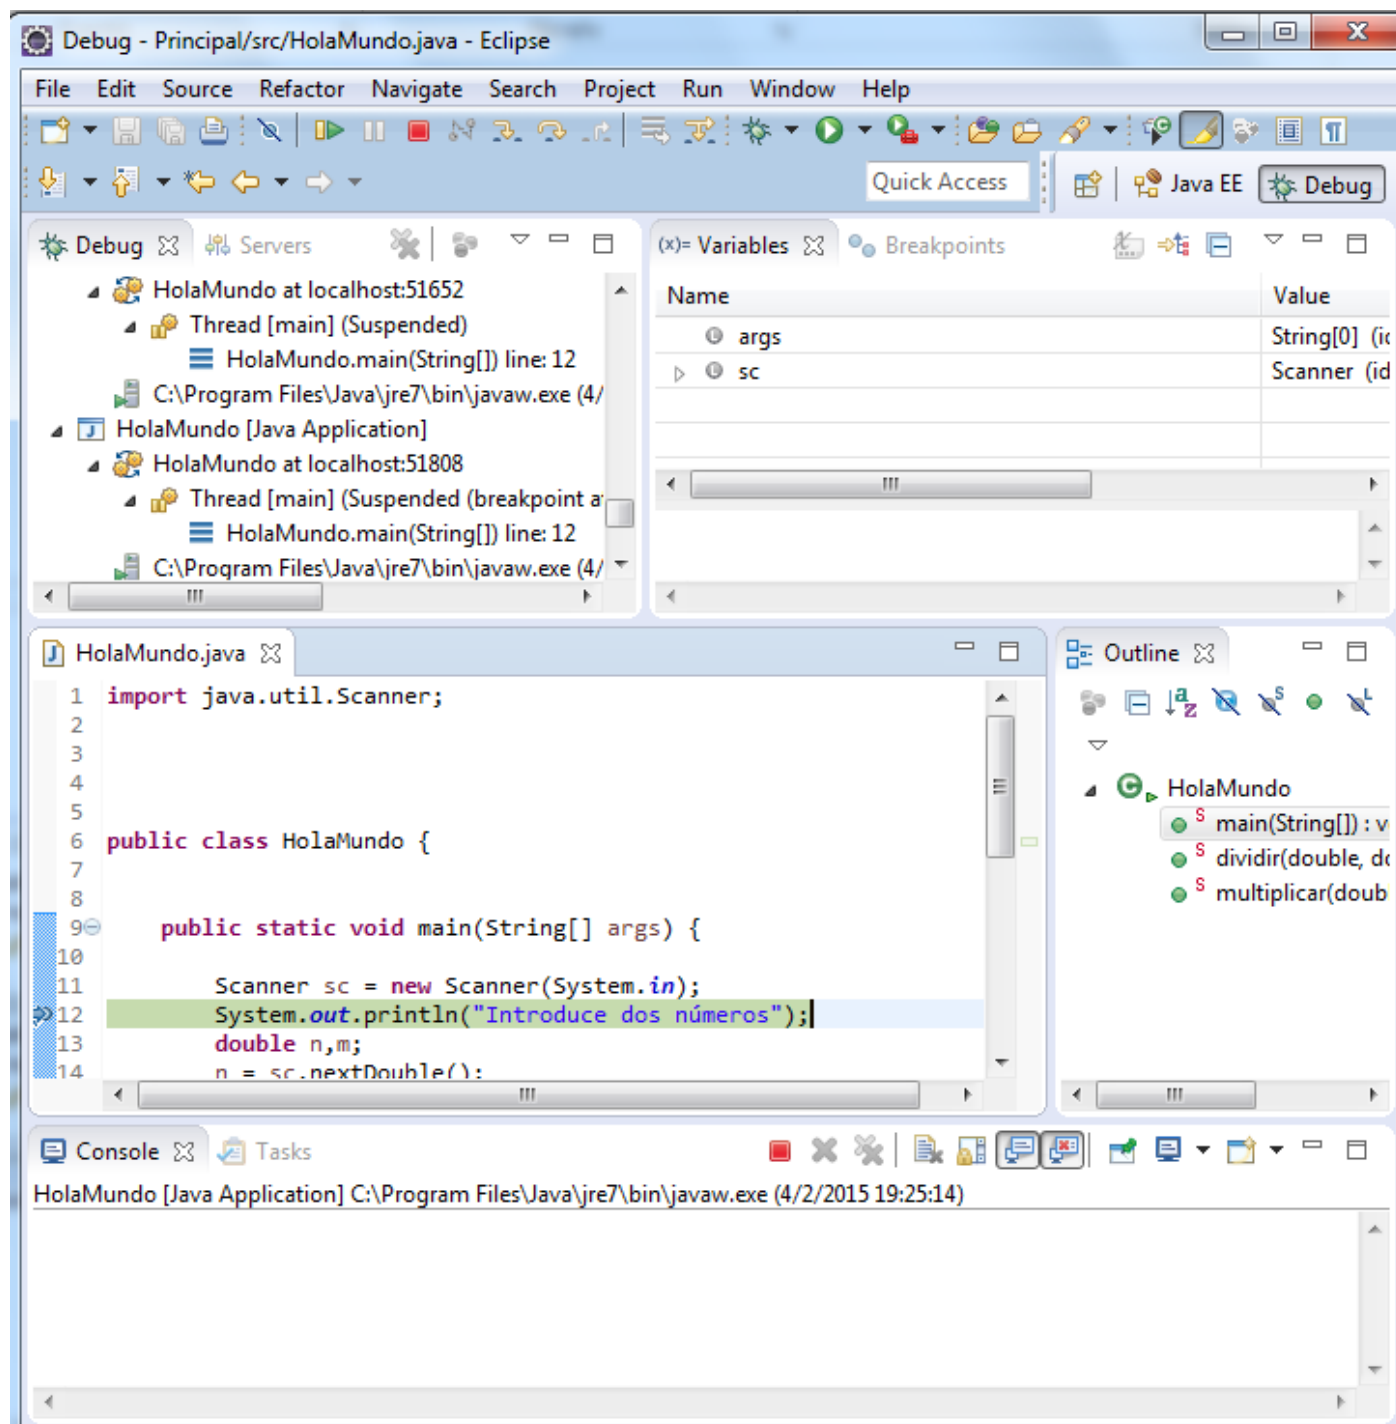 Debug - Principal/src/HolaMundo.java - Eclipse
File Edit Source Refactor Navigate Search Project Run Window Help
Quick Access
Java EE
Debug
Debug Servers
HolaMundo at localhost:51652
Thread [main] (Suspended)
HolaMundo.main(String[]) line: 12
C:\Program Files\Java\jre7\bin\javaw.exe (4/
HolaMundo [Java Application]
HolaMundo at localhost:51808
Thread [main] (Suspended (breakpoint a
HolaMundo.main(String[]) line: 12
C:\Program Files\Java\jre7\bin\javaw.exe (4/
(x)= Variables Breakpoints
Name Value
args String[0] (id
sc Scanner (id
HolaMundo.java
1 import java.util.Scanner;
2
3
4
5
6 public class HolaMundo {
7
8
9 public static void main(String[] args) {
10
11 Scanner sc = new Scanner(System.in);
12 System.out.println("Introduce dos números");
13 double n,m;
14 n = sc.nextDouble();
Outline
HolaMundo
main(String[]) : v
dividir(double, do
multiplicar(doub
Console Tasks
HolaMundo [Java Application] C:\Program Files\Java\jre7\bin\javaw.exe (4/2/2015 19:25:14)